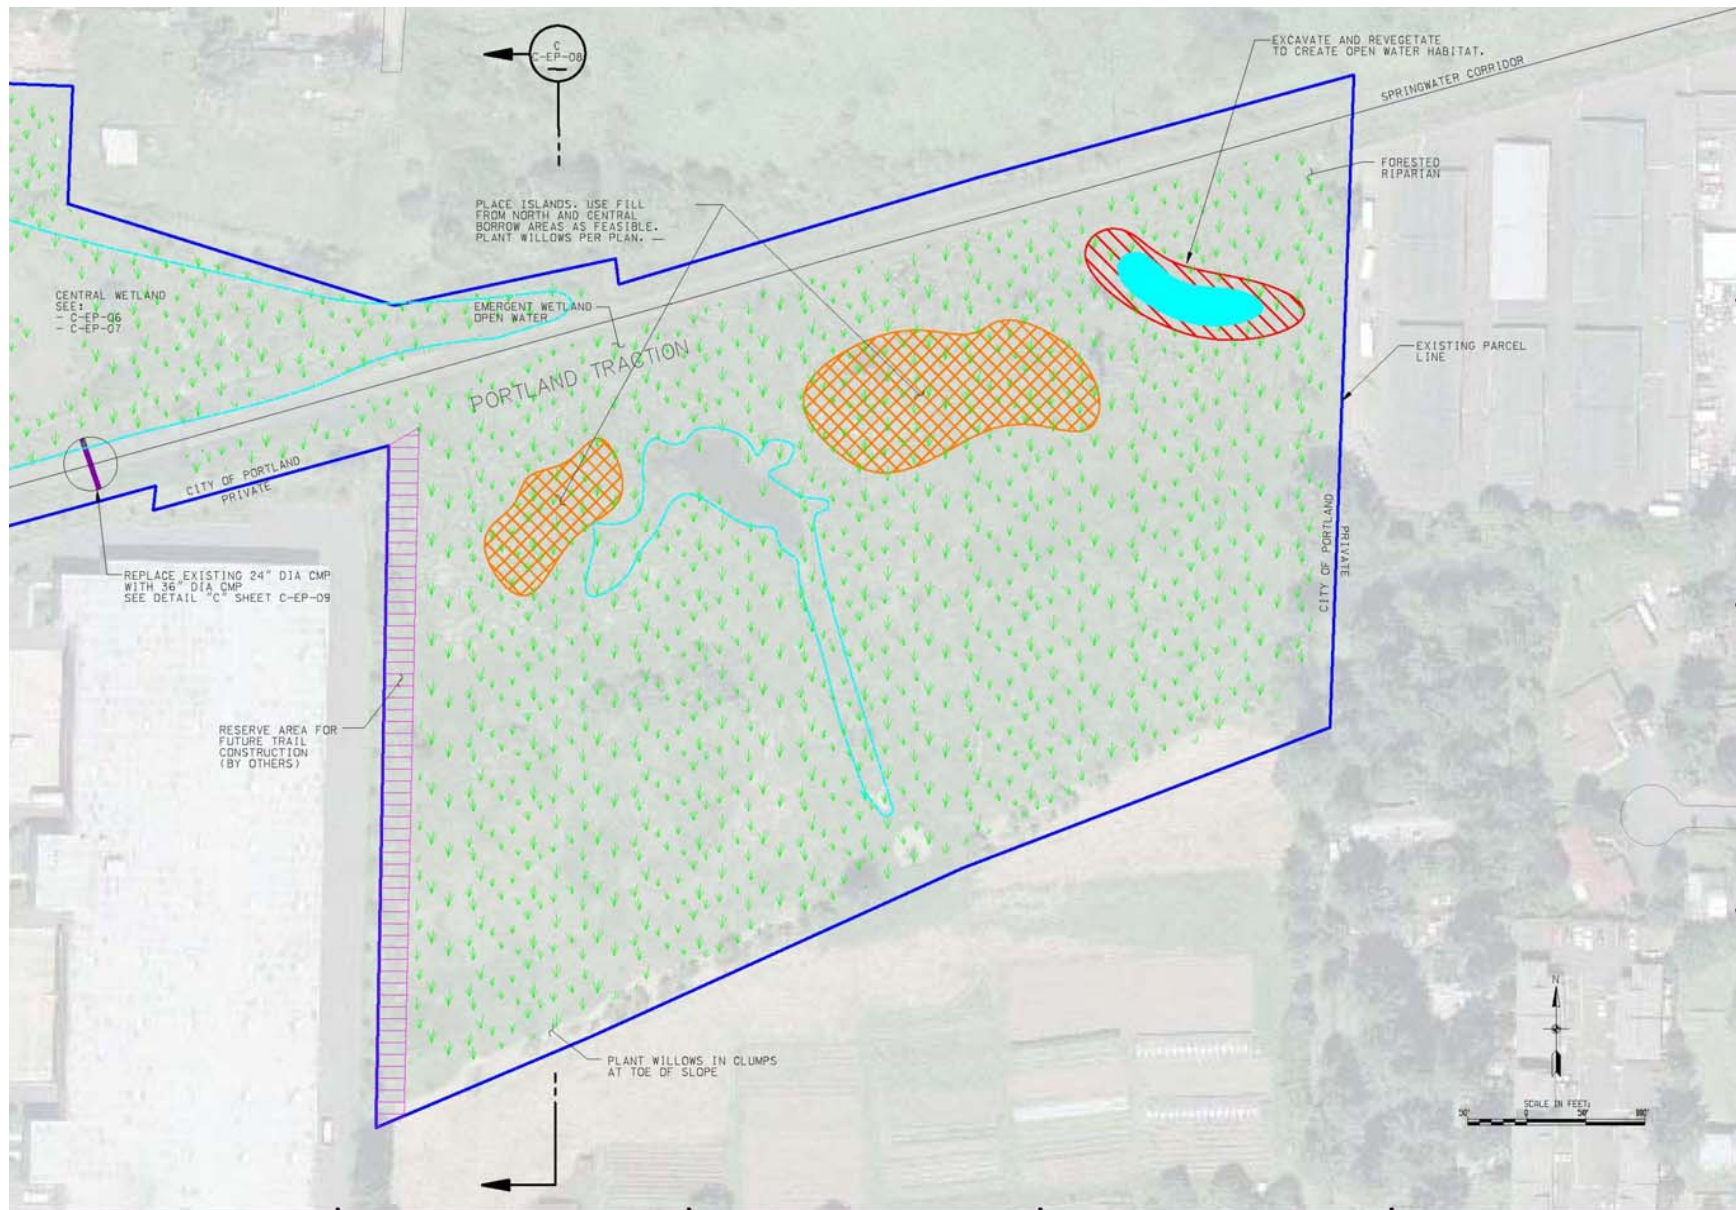 C
C-EP-08
EXCAVATE AND REVEGETATE
TO CREATE OPEN WATER HABITAT.
SPRINGWATER CORRIDOR
FORESTED
RIPARIAN
PLACE ISLANDS. USE FILL
FROM NORTH AND CENTRAL
BORROW AREAS AS FEASIBLE.
PLANT WILLOWS PER PLAN.
CENTRAL WETLAND
SEE:
- C-EP-06
- C-EP-07
EMERGENT WETLAND
OPEN WATER
PORTLAND TRACTION
EXISTING PARCEL
LINE
CITY OF PORTLAND
PRIVATE
CITY OF PORTLAND
PRIVATE
REPLACE EXISTING 24" DIA CMP
WITH 36" DIA CMP
SEE DETAIL "C" SHEET C-EP-09
RESERVE AREA FOR
FUTURE TRAIL
CONSTRUCTION
(BY OTHERS)
PLANT WILLOWS IN CLUMPS
AT TOE OF SLOPE
N
SCALE IN FEET:
50' 0 50' 100'